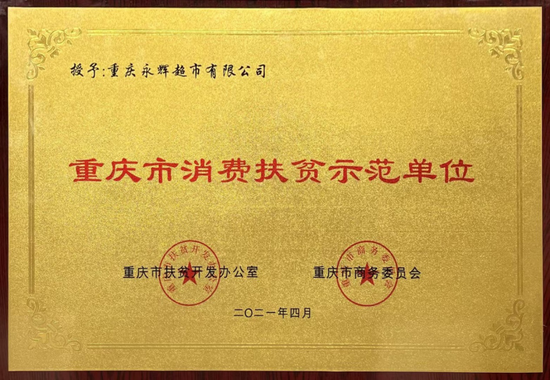 授予:重庆永辉超市有限公司
重庆市消费扶贫示范单位
重庆市扶贫开发办公室 重庆市商务委员会
二〇二一年四月